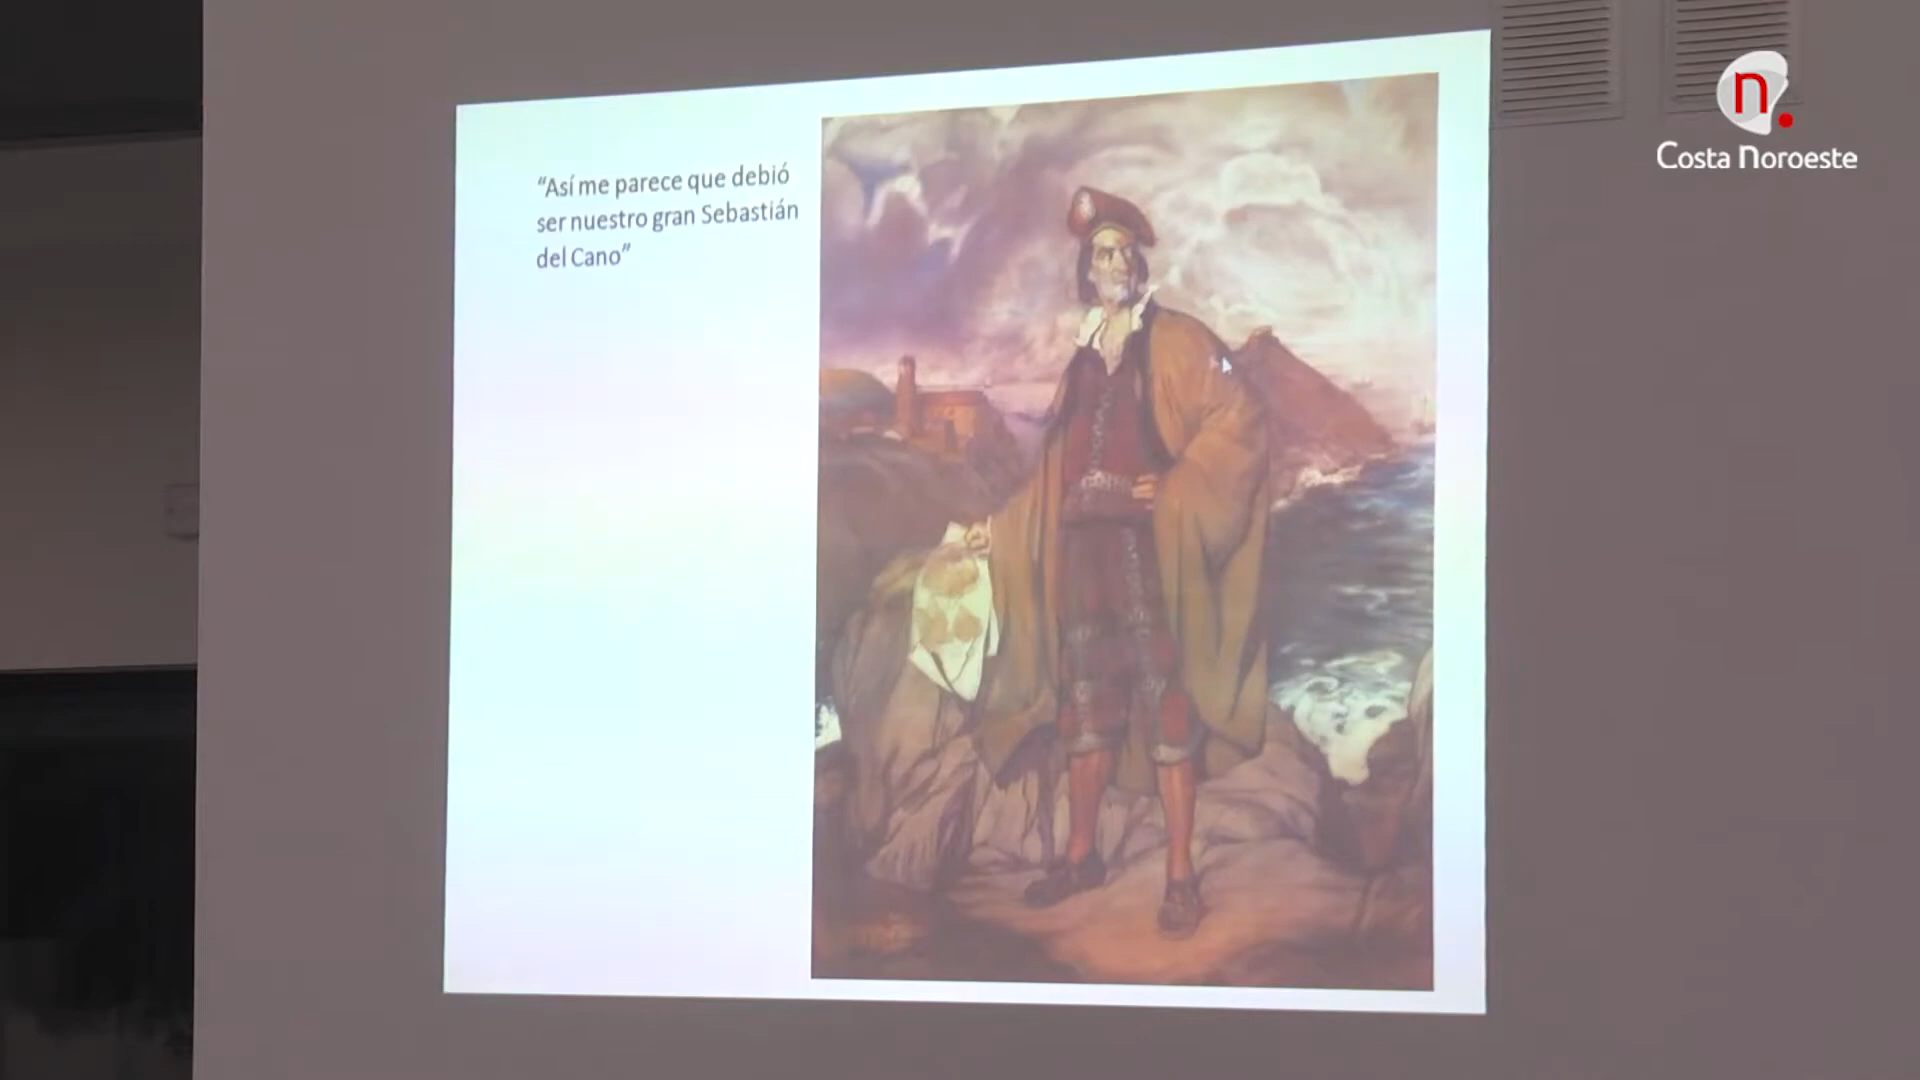 “Así me parece que debió
ser nuestro gran Sebastián
del Cano”
n.
Costa Noroeste